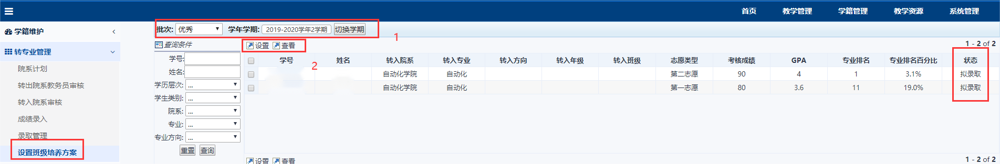 首页 教学管理 学籍管理 教学资源 系统管理
学籍维护
转专业管理
院系计划
转出院系教务员审核
转入院系审核
成绩录入
录取管理
设置班级培养方案
批次: 优秀 学年学期: 2019-2020学年2学期 切换学期
1
查询条件
学号:
姓名:
学历层次: ...
学生类别: ...
院系: ...
专业: ...
专业方向: ...
重置 查询
设置 查看 1 - 2 of 2
2
学号 姓名 转入院系 转入专业 转入方向 转入年级 转入班级 志愿类型 考核成绩 GPA 专业排名 专业排名百分比 状态
自动化学院 自动化 第二志愿 90 4 1 3.1% 拟录取
自动化学院 自动化 第一志愿 80 3.6 11 19.0% 拟录取
设置 查看 1 - 2 of 2